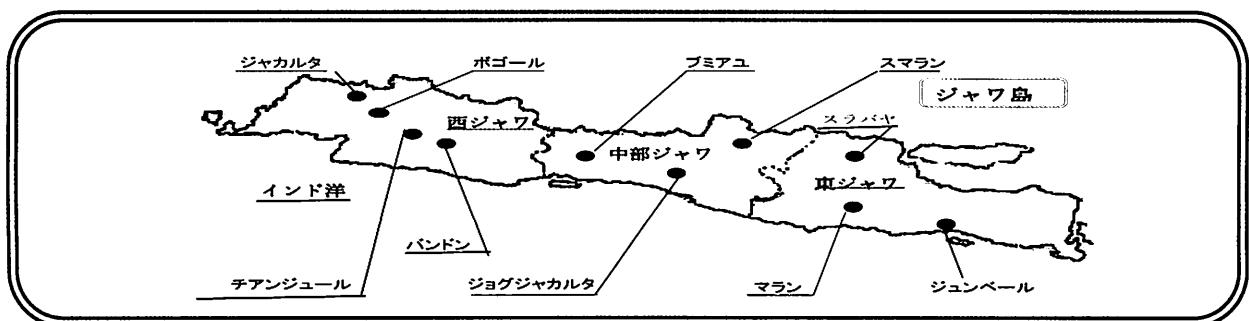 ジャカルタ
ボゴール
ブミアユ
スマラン
ジャワ島
スラバヤ
西ジャワ
中部ジャワ
東ジャワ
インド洋
バンドン
チアンジュール
ジョグジャカルタ
マラン
ジュンベール